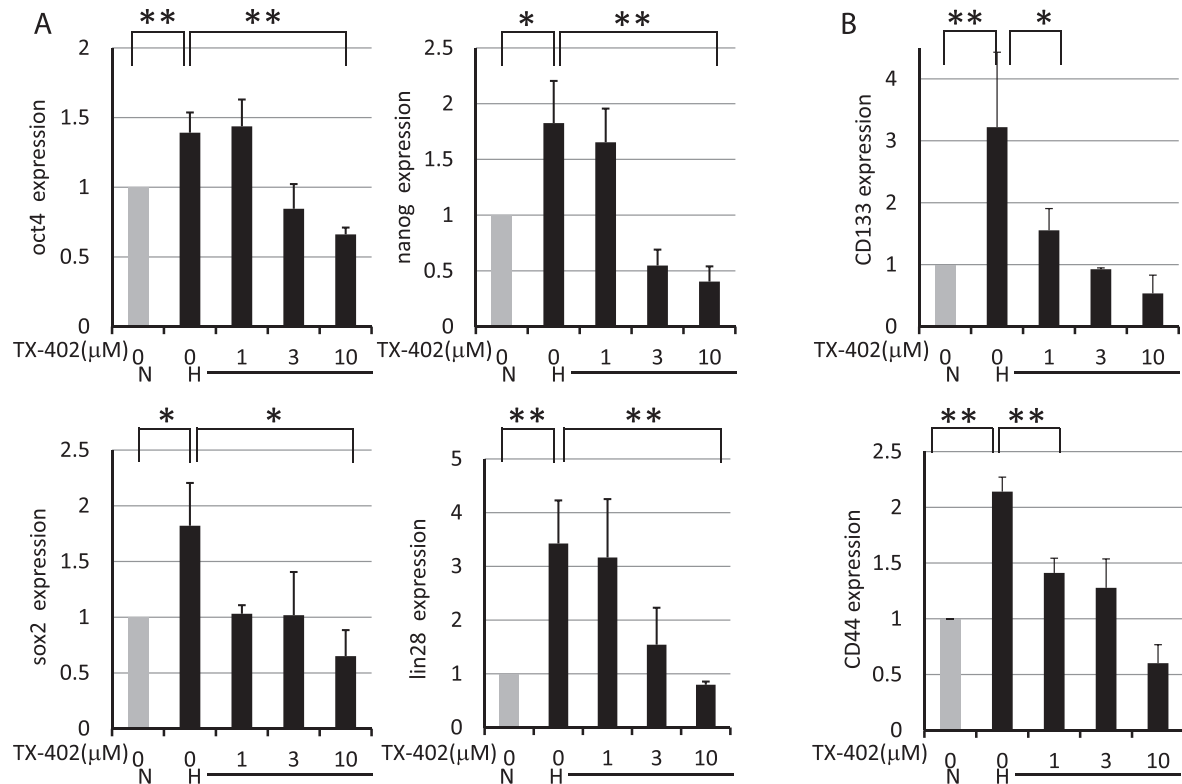 A
** **
2
1.5
1
0.5
0
oct4 expression
TX-402(μM) 0 0 1 3 10
N H
* **
2.5
2
1.5
1
0.5
0
nanog expression
TX-402(μM) 0 0 1 3 10
N H
B
** *
4
3
2
1
0
CD133 expression
TX-402(μM) 0 0 1 3 10
N H
* *
2.5
2
1.5
1
0.5
0
sox2 expression
TX-402(μM) 0 0 1 3 10
N H
** **
5
4
3
2
1
0
lin28 expression
TX-402(μM) 0 0 1 3 10
N H
** **
2.5
2
1.5
1
0.5
0
CD44 expression
TX-402(μM) 0 0 1 3 10
N H